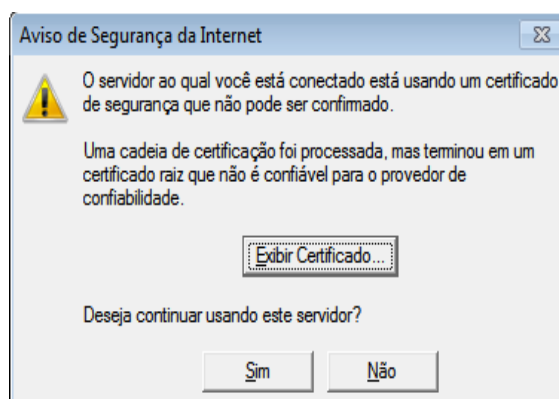 Aviso de Segurança da Internet
O servidor ao qual você está conectado está usando um certificado
de segurança que não pode ser confirmado.
Uma cadeia de certificação foi processada, mas terminou em um
certificado raiz que não é confiável para o provedor de
confiabilidade.
Exibir Certificado...
Deseja continuar usando este servidor?
Sim Não